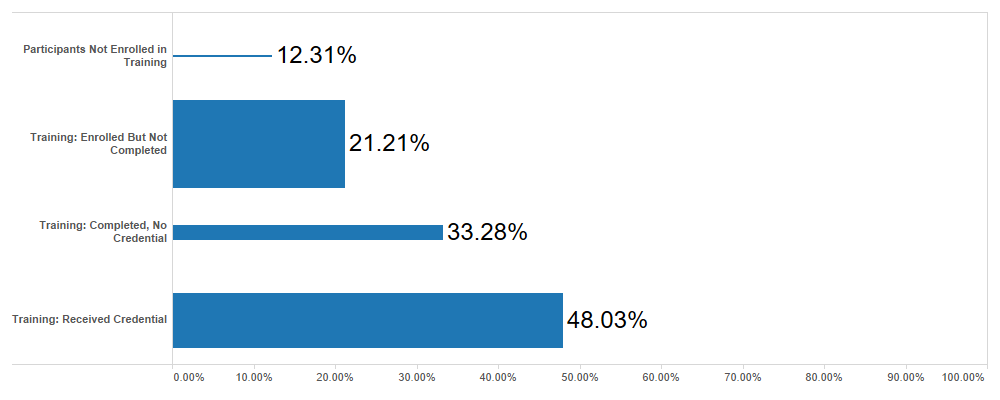 Participants Not Enrolled in
Training
12.31%
Training: Enrolled But Not
Completed
21.21%
Training: Completed, No
Credential
33.28%
Training: Received Credential
48.03%
0.00% 10.00% 20.00% 30.00% 40.00% 50.00% 60.00% 70.00% 80.00% 90.00% 100.00%